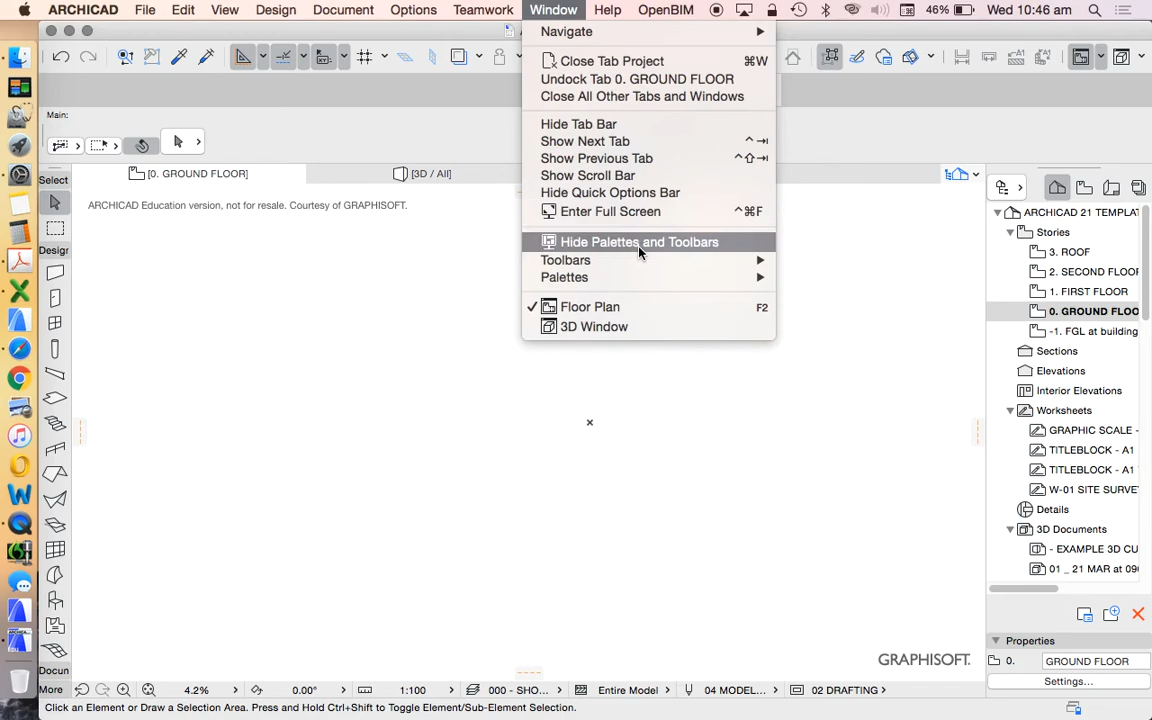 ARCHICAD File Edit View Design Document Options Teamwork Window Help OpenBIM 46% Wed 10:46 am
Navigate
Close Tab Project ⌘W
Undock Tab 0. GROUND FLOOR
Close All Other Tabs and Windows
Hide Tab Bar
Show Next Tab ^⇥
Show Previous Tab ^⇧⇥
Show Scroll Bar
Hide Quick Options Bar
Enter Full Screen ^⌘F
Hide Palettes and Toolbars
Toolbars
Palettes
✓ Floor Plan F2
3D Window
Main:
[0. GROUND FLOOR] [3D / All]
ARCHICAD Education version, not for resale. Courtesy of GRAPHISOFT.
Select
Design
Docun
More
ARCHICAD 21 TEMPLAT
Stories
3. ROOF
2. SECOND FLOOR
1. FIRST FLOOR
0. GROUND FLOO
-1. FGL at building
Sections
Elevations
Interior Elevations
Worksheets
GRAPHIC SCALE -
TITLEBLOCK - A1
TITLEBLOCK - A1
W-01 SITE SURVE
Details
3D Documents
- EXAMPLE 3D CU
01 _ 21 MAR at 09
Properties
0. GROUND FLOOR
Settings...
GRAPHISOFT.
4.2% 0.00° 1:100 000 - SHO... Entire Model 04 MODEL... 02 DRAFTING
Click an Element or Draw a Selection Area. Press and Hold Ctrl+Shift to Toggle Element/Sub-Element Selection.